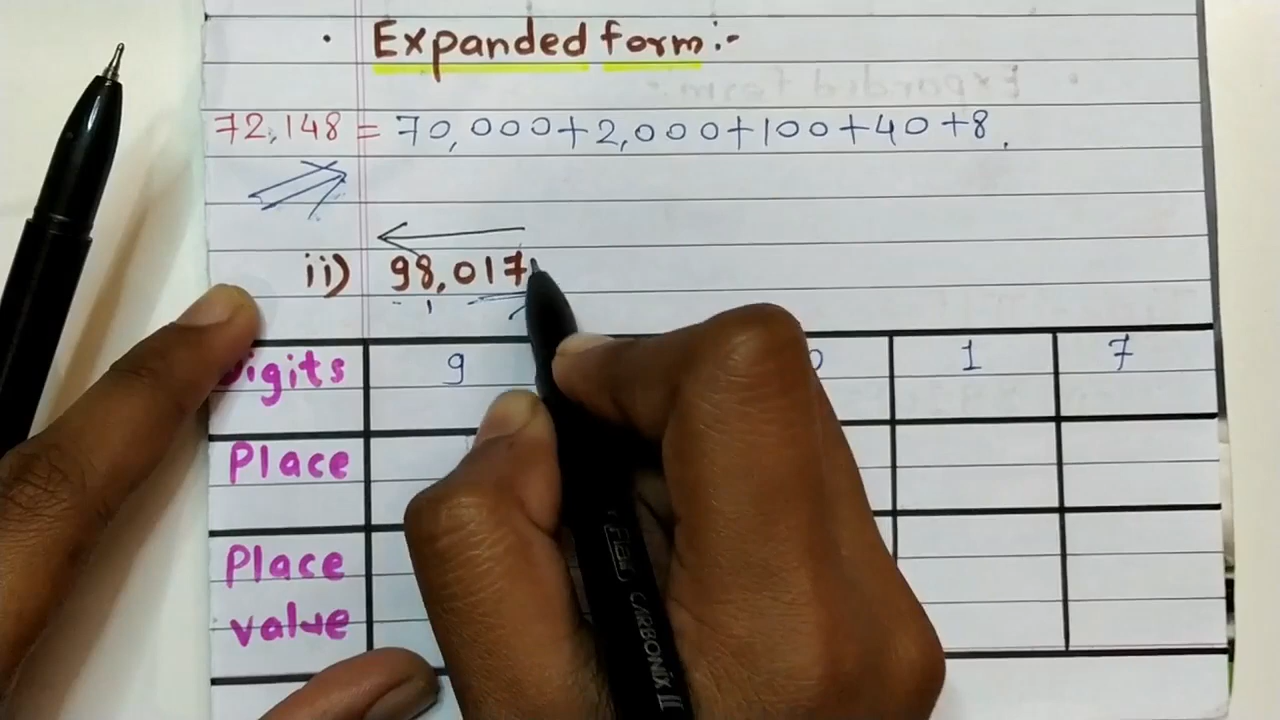 • Expanded form:-
72,148 = 70,000+2,000+100+40+8.
ii) 98,017
Digits 9 0 1 7
Place
Place
value
CARBONIX